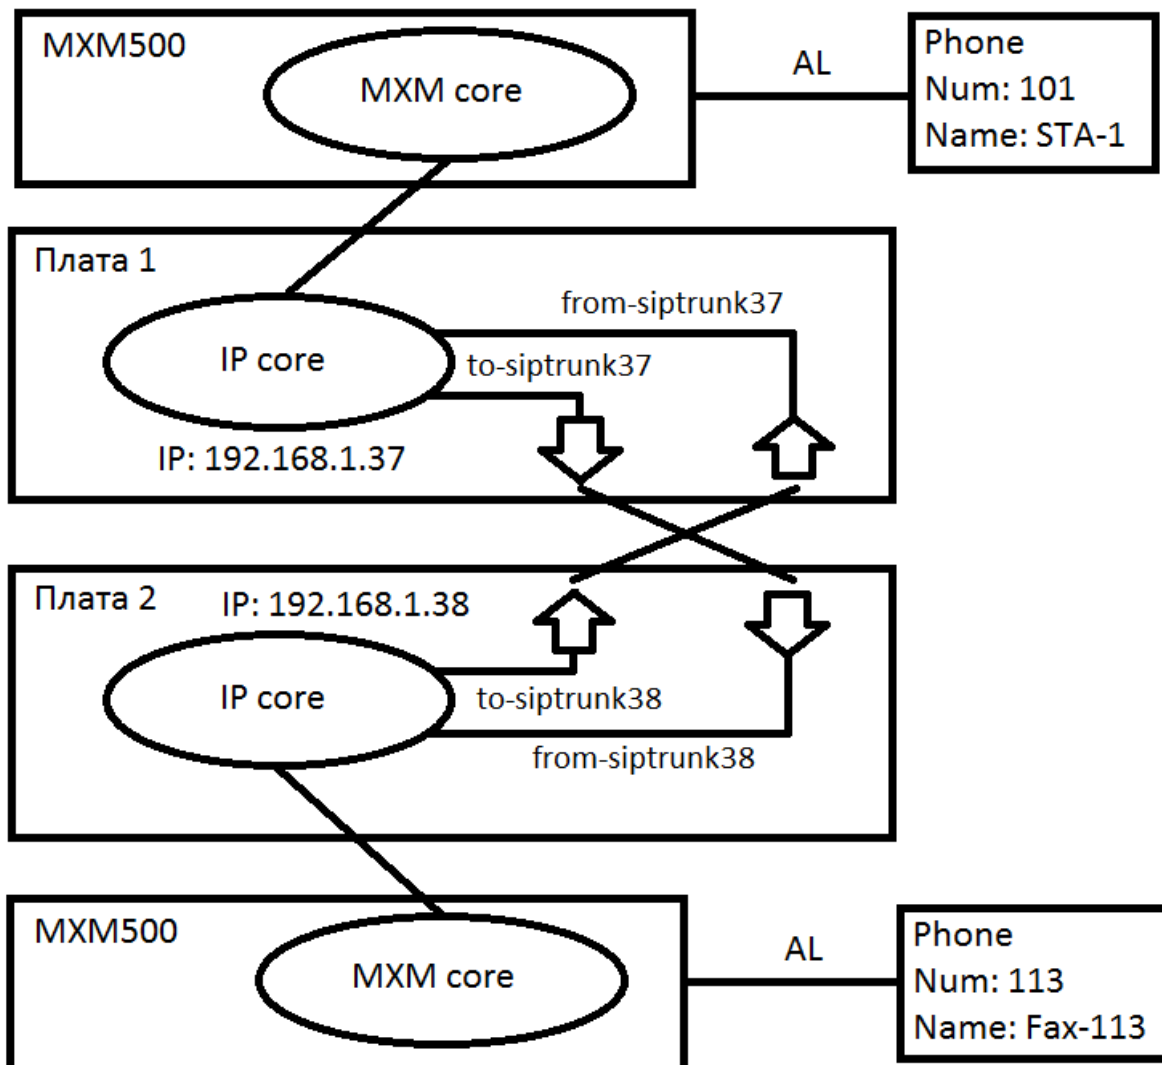 MXM500
MXM core
AL
Phone
Num: 101
Name: STA-1
Плата 1
from-siptrunk37
IP core
to-siptrunk37
IP: 192.168.1.37
Плата 2
IP: 192.168.1.38
IP core
to-siptrunk38
from-siptrunk38
MXM500
MXM core
AL
Phone
Num: 113
Name: Fax-113